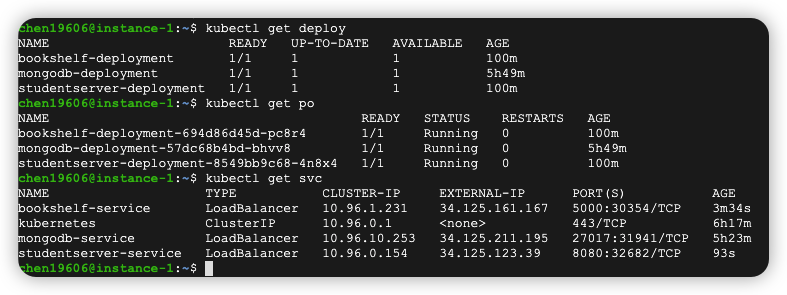 chen19606@instance-1:~$ kubectl get deploy
NAME READY UP-TO-DATE AVAILABLE AGE
bookshelf-deployment 1/1 1 1 100m
mongodb-deployment 1/1 1 1 5h49m
studentserver-deployment 1/1 1 1 100m
chen19606@instance-1:~$ kubectl get po
NAME READY STATUS RESTARTS AGE
bookshelf-deployment-694d86d45d-pc8r4 1/1 Running 0 100m
mongodb-deployment-57dc68b4bd-bhvv8 1/1 Running 0 5h49m
studentserver-deployment-8549bb9c68-4n8x4 1/1 Running 0 100m
chen19606@instance-1:~$ kubectl get svc
NAME TYPE CLUSTER-IP EXTERNAL-IP PORT(S) AGE
bookshelf-service LoadBalancer 10.96.1.231 34.125.161.167 5000:30354/TCP 3m34s
kubernetes ClusterIP 10.96.0.1 <none> 443/TCP 6h17m
mongodb-service LoadBalancer 10.96.10.253 34.125.211.195 27017:31941/TCP 5h23m
studentserver-service LoadBalancer 10.96.0.154 34.125.123.39 8080:32682/TCP 93s
chen19606@instance-1:~$